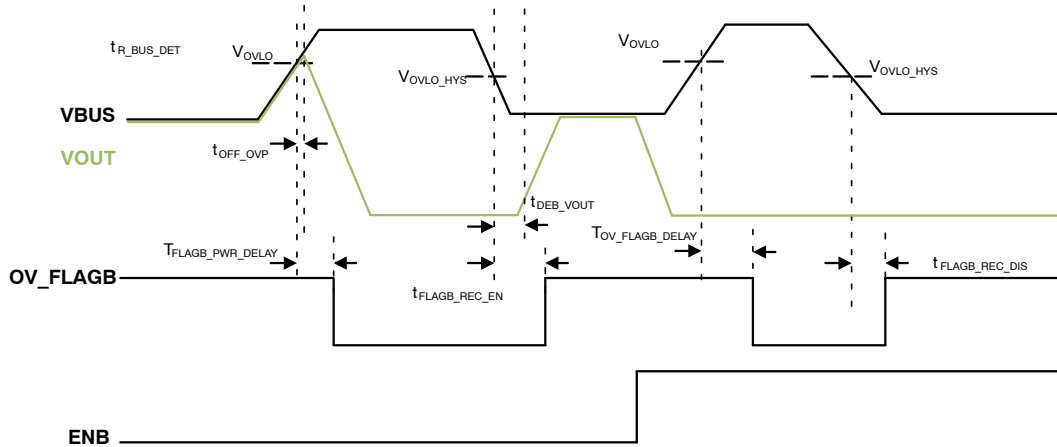 tR_BUS_DET
VOVLO
VOVLO_HYS
VOVLO
VOVLO_HYS
VBUS
VOUT
tOFF_OVP
tDEB_VOUT
TFLAGB_PWR_DELAY
TOV_FLAGB_DELAY
OV_FLAGB
tFLAGB_REC_EN
tFLAGB_REC_DIS
ENB